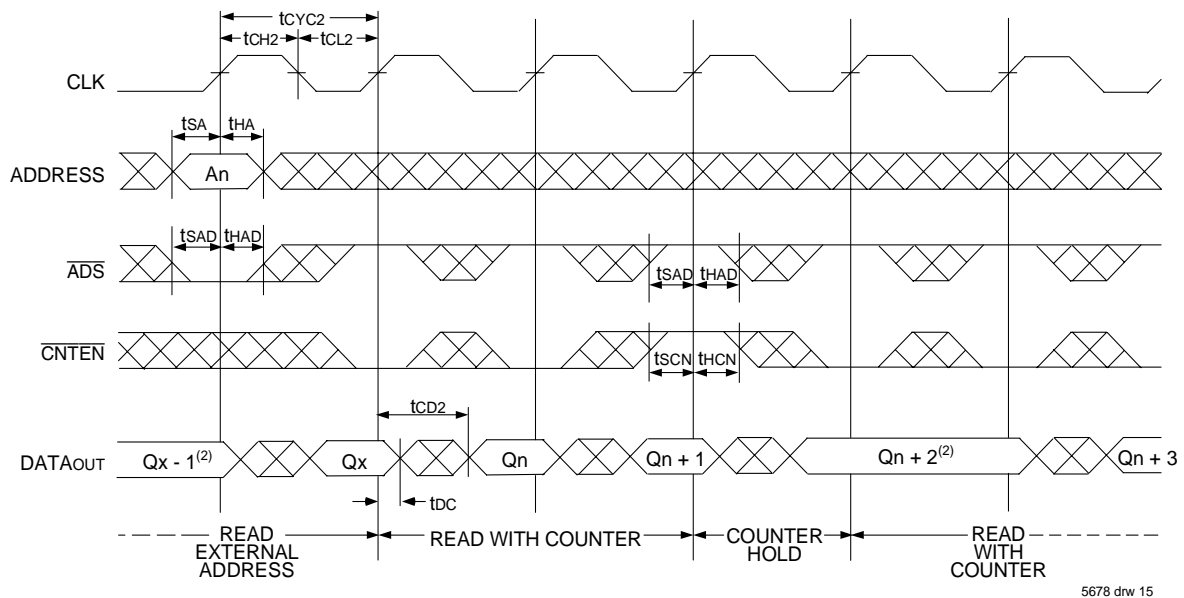 tCYC2
tCH2 tCL2
CLK
tSA tHA
ADDRESS An
tSAD tHAD
ADS tSAD tHAD
CNTEN tSCN tHCN
tCD2
DATAOUT Qx - 1(2) Qx Qn Qn + 1 Qn + 2(2) Qn + 3
tDC
READ EXTERNAL ADDRESS
READ WITH COUNTER
COUNTER HOLD
READ WITH COUNTER
5678 drw 15